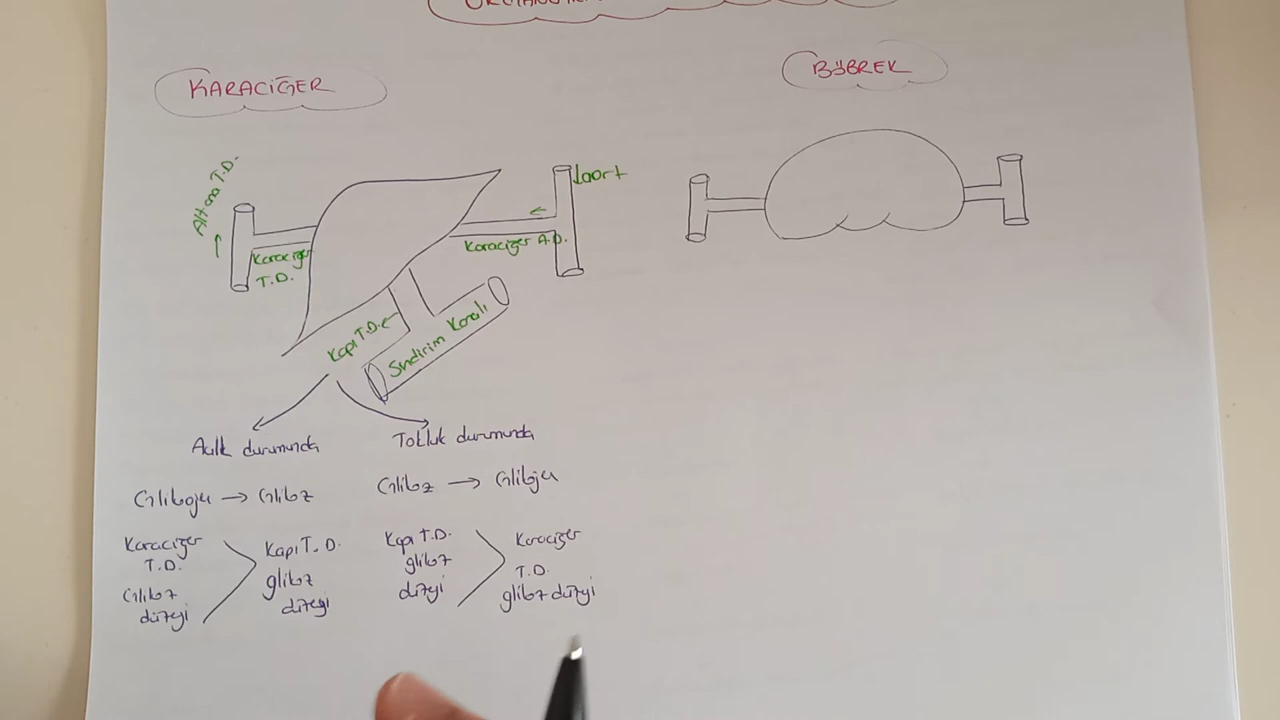 KARACİĞER
BÖBREK
Alt ana T.D.
Aort
Karaciğer A.D.
Karaciğer
T.D.
Kapı T.D.
Sindirim Kanalı
Açlık durumunda
Tokluk durumunda
Glikojen → Glikoz
Glikoz → Glikojen
Karaciğer
T.D.
Glikoz
düzeyi
>
Kapı T.D.
glikoz
düzeyi
Kapı T.D.
glikoz
düzeyi
>
Karaciğer
T.D.
glikoz düzeyi